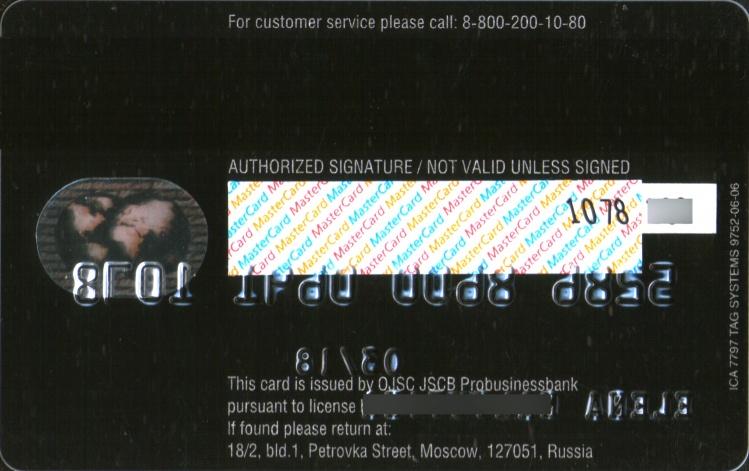 For customer service please call: 8-800-200-10-80
AUTHORIZED SIGNATURE / NOT VALID UNLESS SIGNED
MasterCard MasterCard MasterCard
1078
This card is issued by OJSC JSCB Probusinessbank
pursuant to license
If found please return at:
18/2, bld.1, Petrovka Street, Moscow, 127051, Russia
ICA 7797 TAG SYSTEMS 9752-06-06